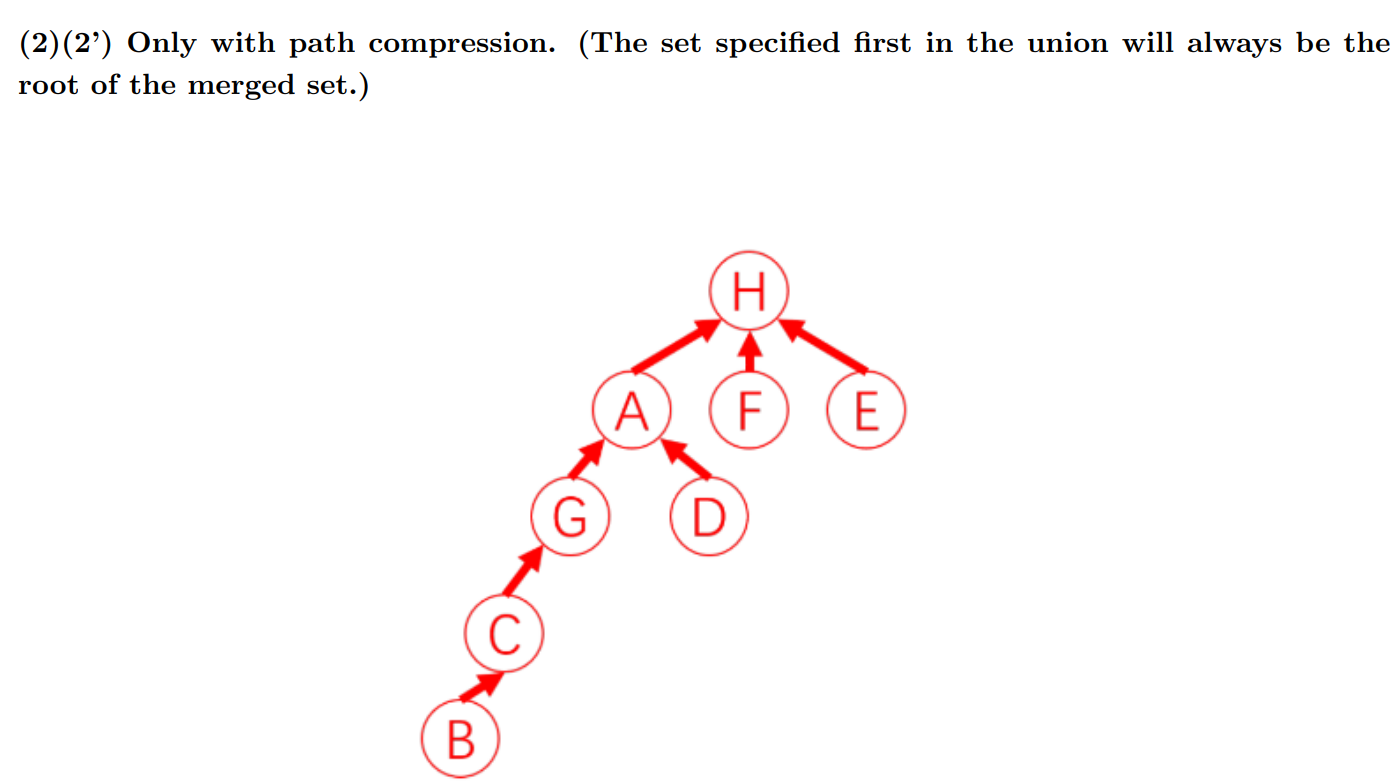 (2)(2’) Only with path compression. (The set specified first in the union will always be the
root of the merged set.)
H
A F E
G D
C
B